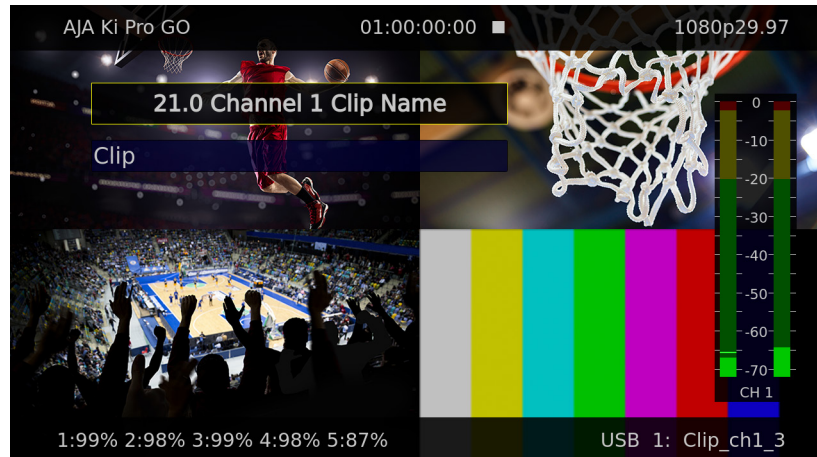 AJA Ki Pro GO 01:00:00:00 1080p29.97
21.0 Channel 1 Clip Name
Clip
0
-10
-20
-30
-40
-50
-60
-70
CH 1
1:99% 2:98% 3:99% 4:98% 5:87% USB 1: Clip_ch1_3